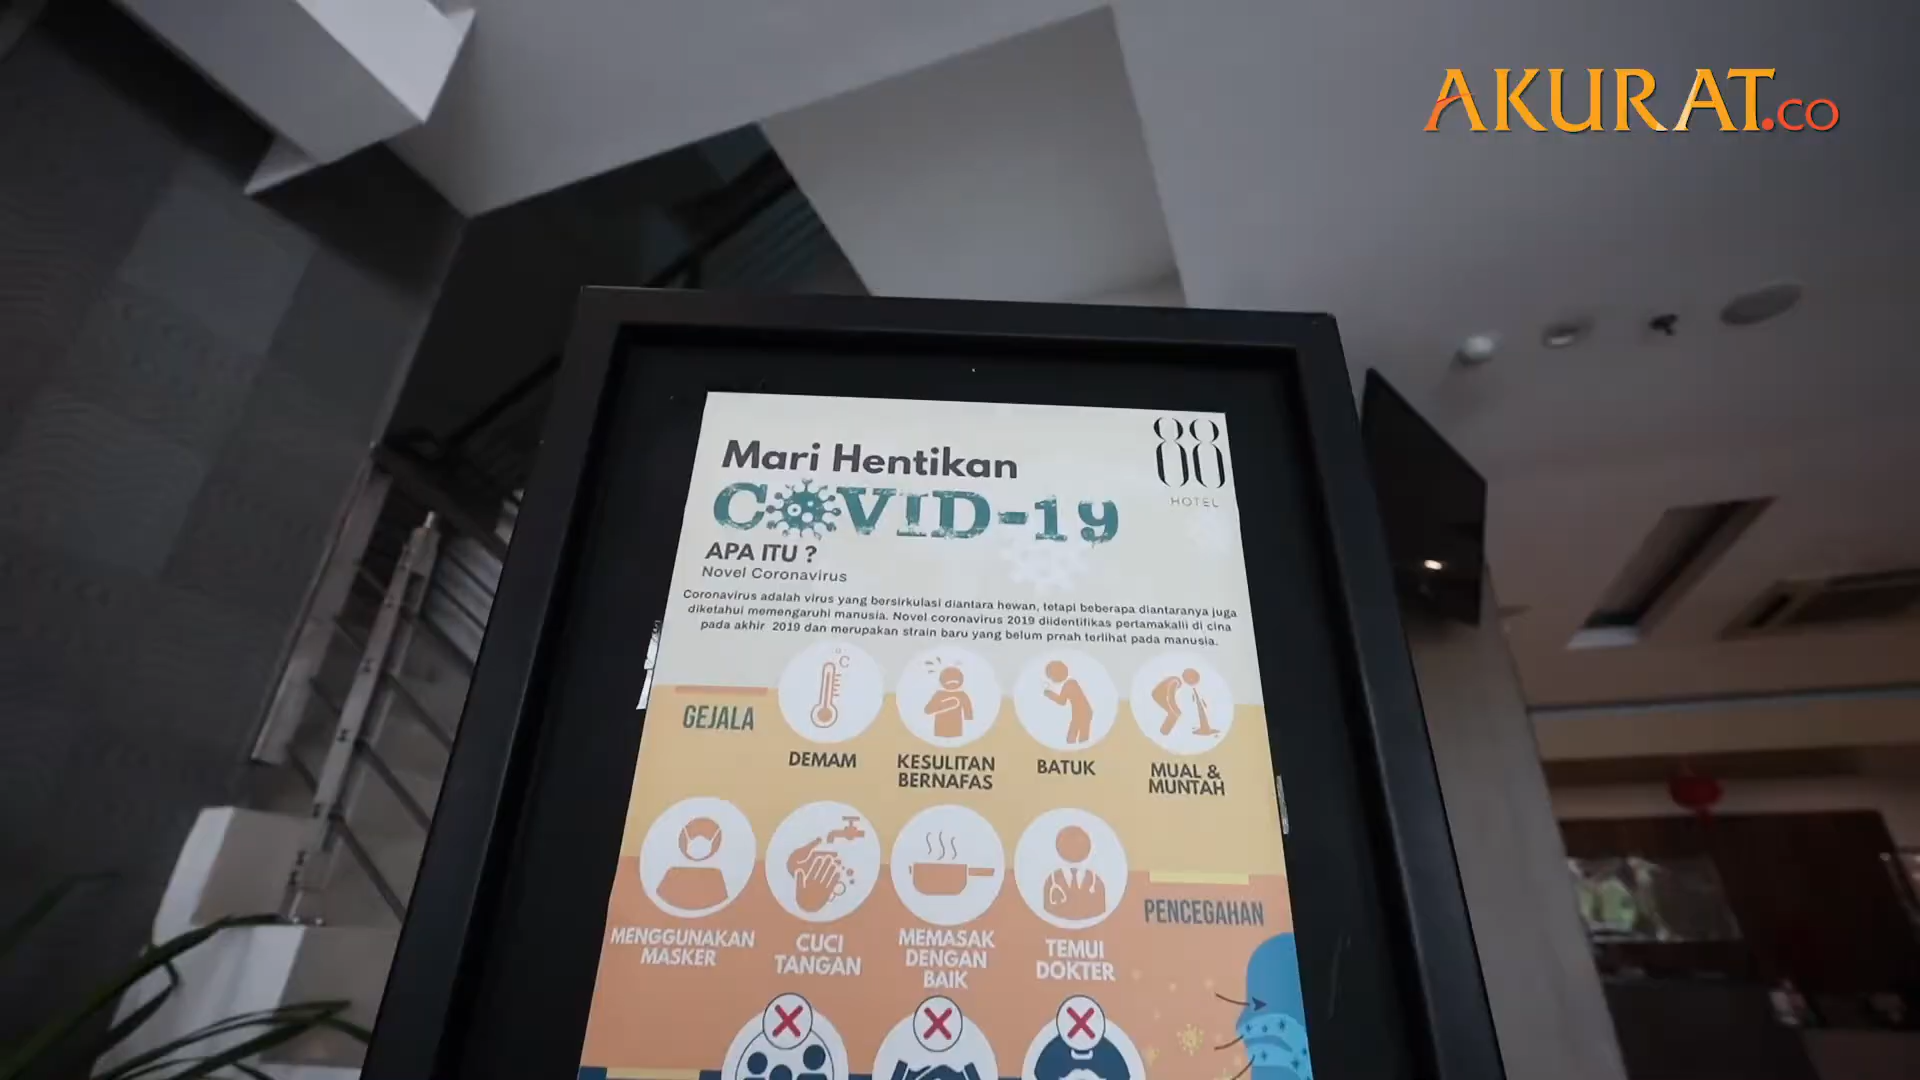 AKURAT.CO
Mari Hentikan
88
HOTEL
COVID-19
APA ITU ?
Novel Coronavirus
Coronavirus adalah virus yang bersirkulasi diantara hewan, tetapi beberapa diantaranya juga
diketahui memengaruhi manusia. Novel coronavirus 2019 diidentifikas pertamakalii di cina
pada akhir 2019 dan merupakan strain baru yang belum prnah terlihat pada manusia.
°C
GEJALA
DEMAM
KESULITAN
BERNAFAS
BATUK
MUAL &
MUNTAH
MENGGUNAKAN
MASKER
CUCI
TANGAN
MEMASAK
DENGAN
BAIK
TEMUI
DOKTER
PENCEGAHAN